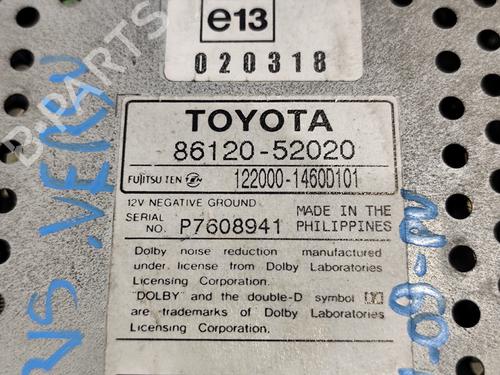 e13
020318
TOYOTA
86120-52020
FUJITSU TEN 122000-1460D101
12V NEGATIVE GROUND
SERIAL NO. P7608941
MADE IN THE PHILIPPINES
Dolby noise reduction manufactured
under license from Dolby Laboratories
Licensing Corporation.
"DOLBY" and the double-D symbol
are trademarks of Dolby Laboratories
Licensing Corporation.
B-PARTS